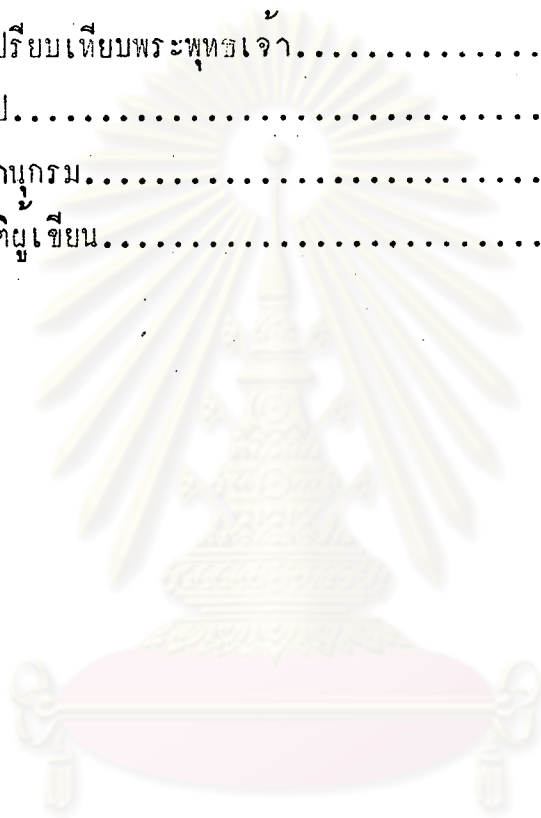 ปรียบเทียบพระพุทธเจ้า...............
ป..............................
านุกรม.........................
ติผู้เขียน........................